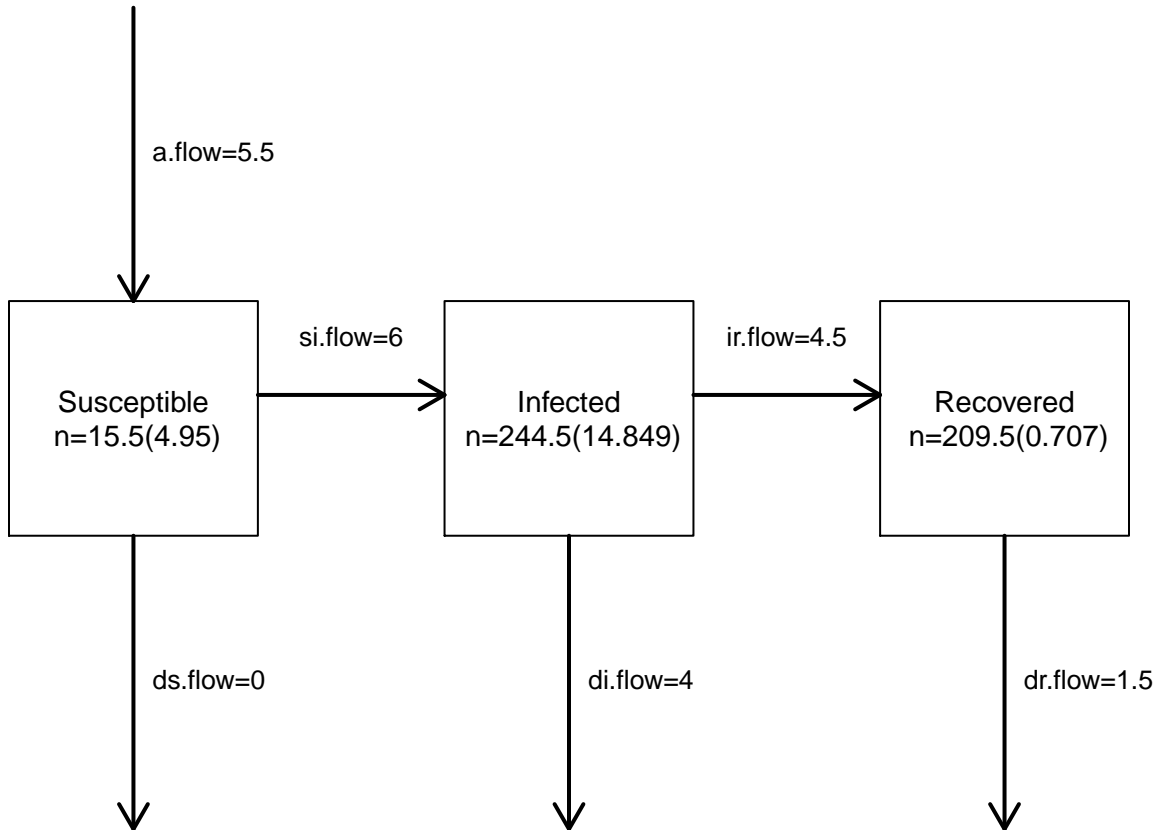 a.flow=5.5
si.flow=6
ir.flow=4.5
Susceptible
n=15.5(4.95)
Infected
n=244.5(14.849)
Recovered
n=209.5(0.707)
ds.flow=0
di.flow=4
dr.flow=1.5